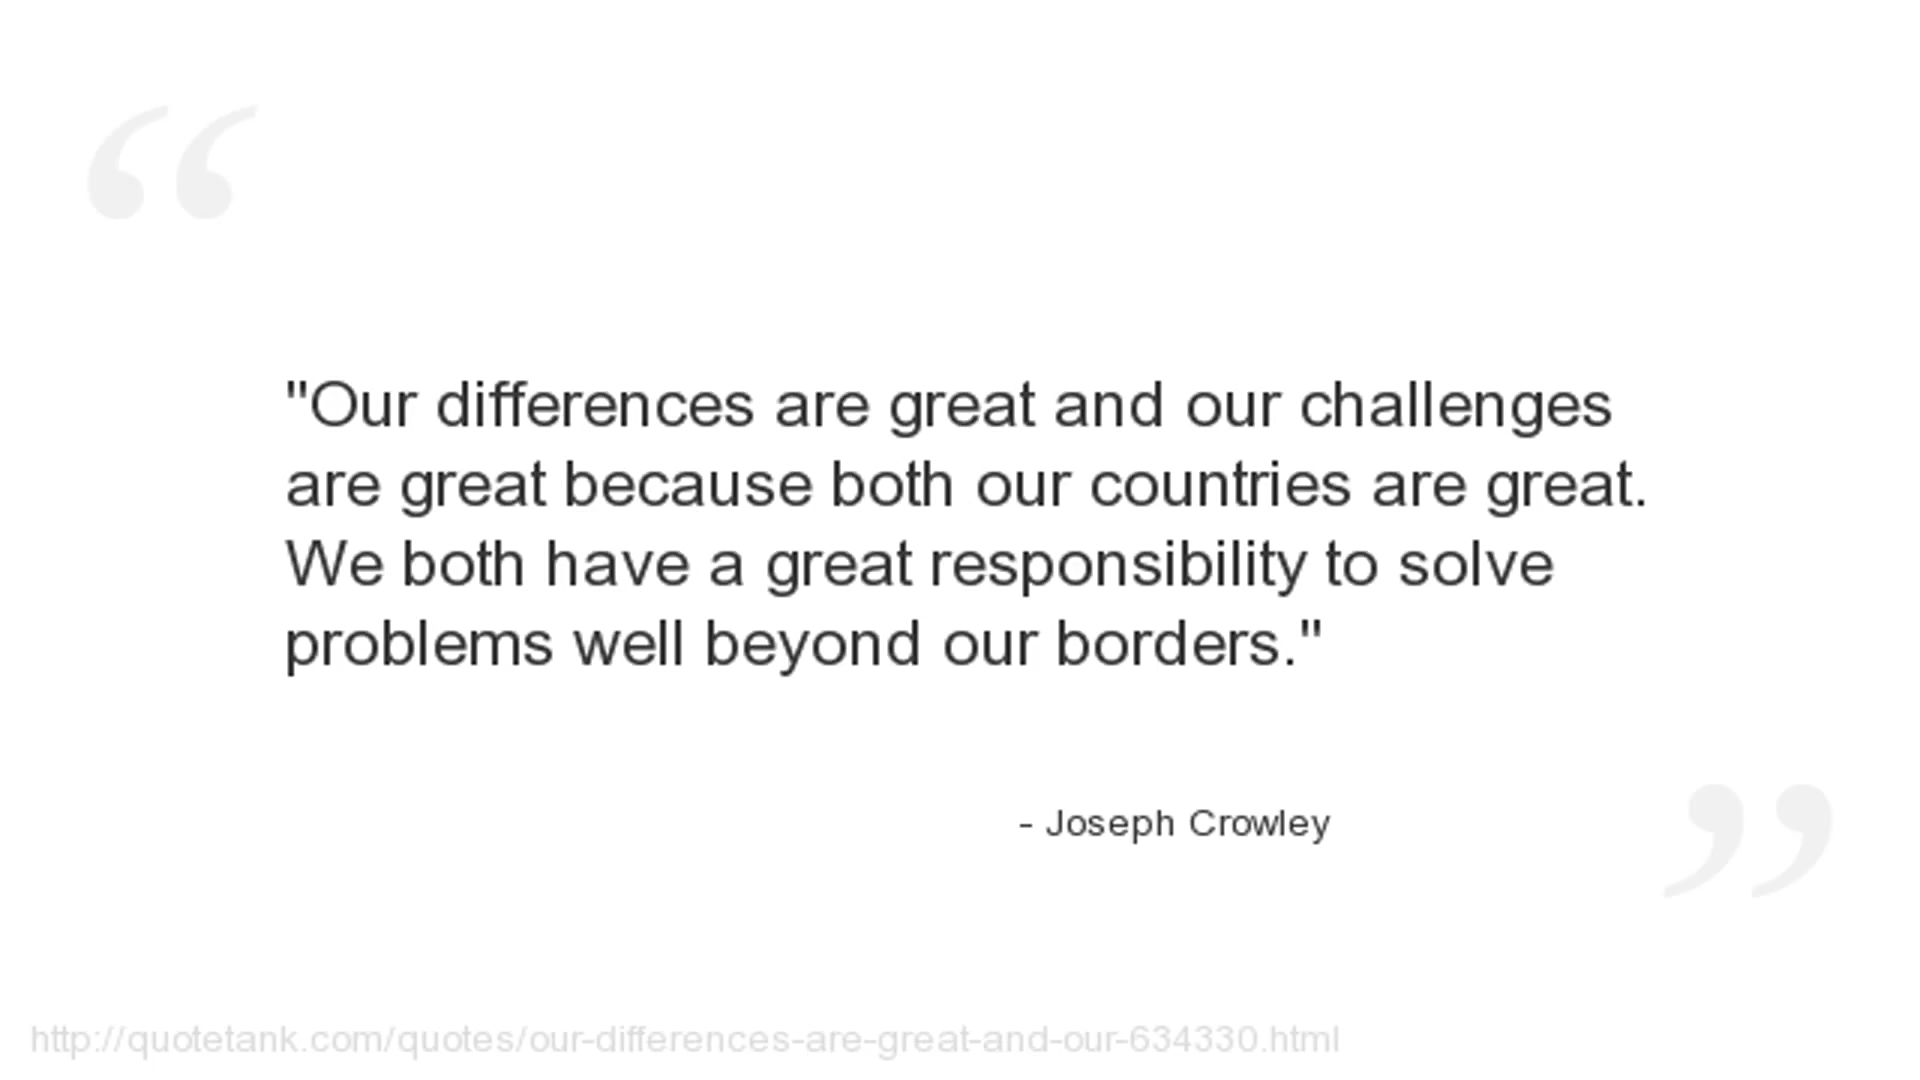 "Our differences are great and our challenges
are great because both our countries are great.
We both have a great responsibility to solve
problems well beyond our borders."
- Joseph Crowley
http://quotetank.com/quotes/our-differences-are-great-and-our-634330.html